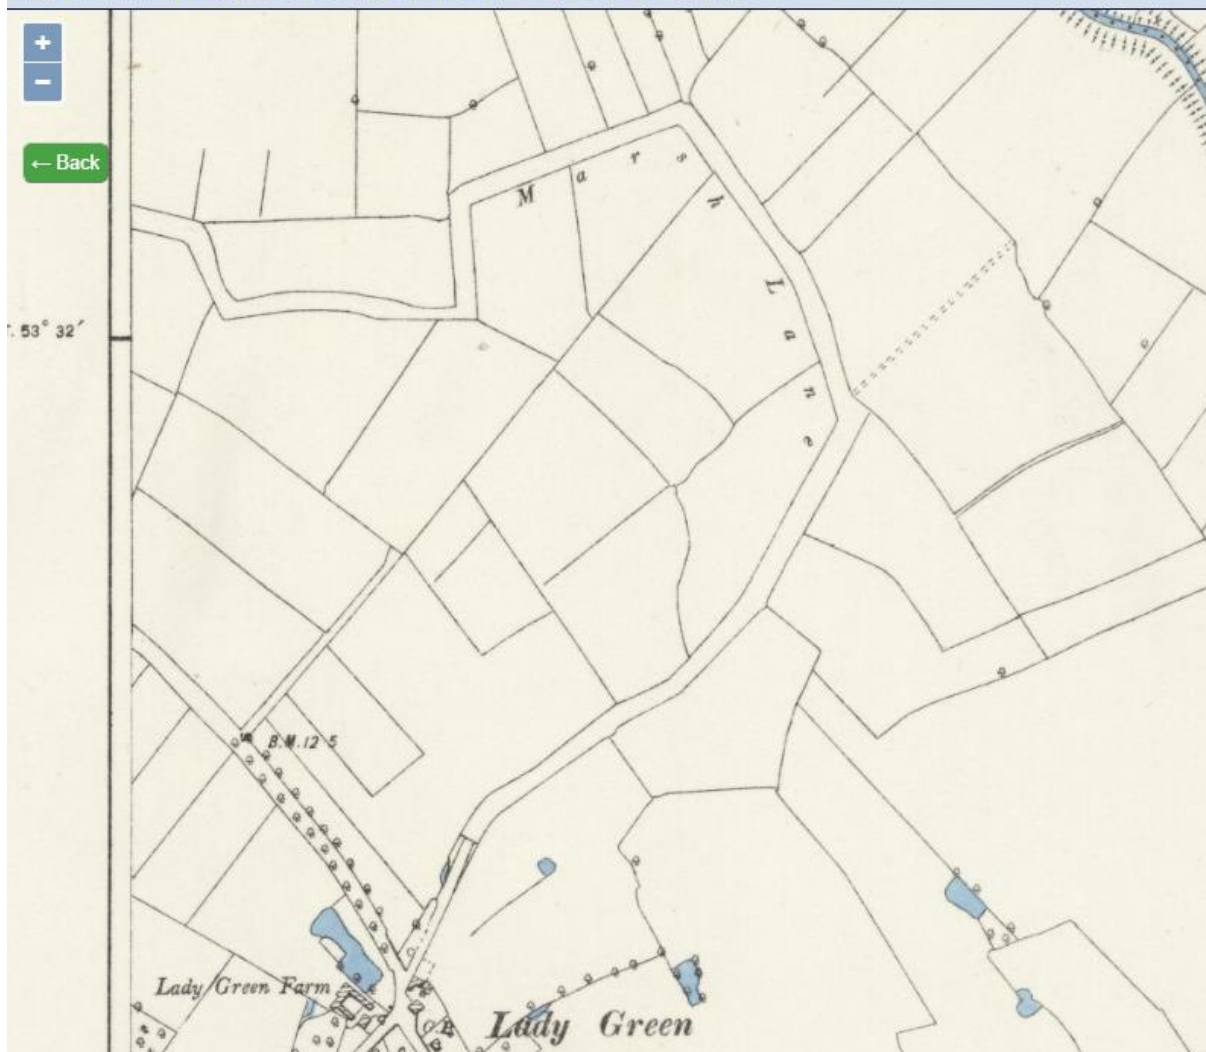 +
−
← Back
Marsh Lane
. 53° 32′
B.M. 12·5
Lady Green Farm
Lady Green